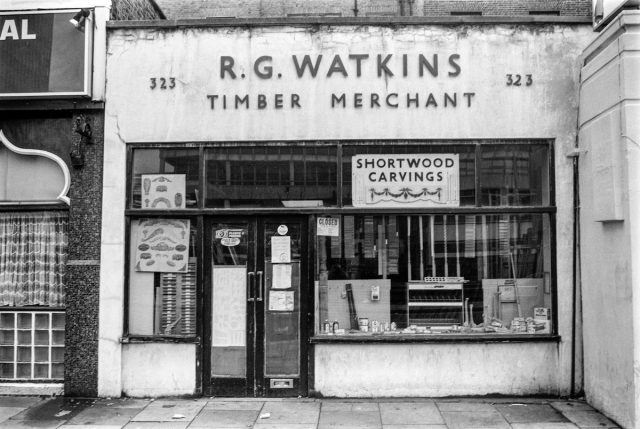 AL
R.G. WATKINS
323
323
TIMBER MERCHANT
SHORTWOOD
CARVINGS
CLOSED